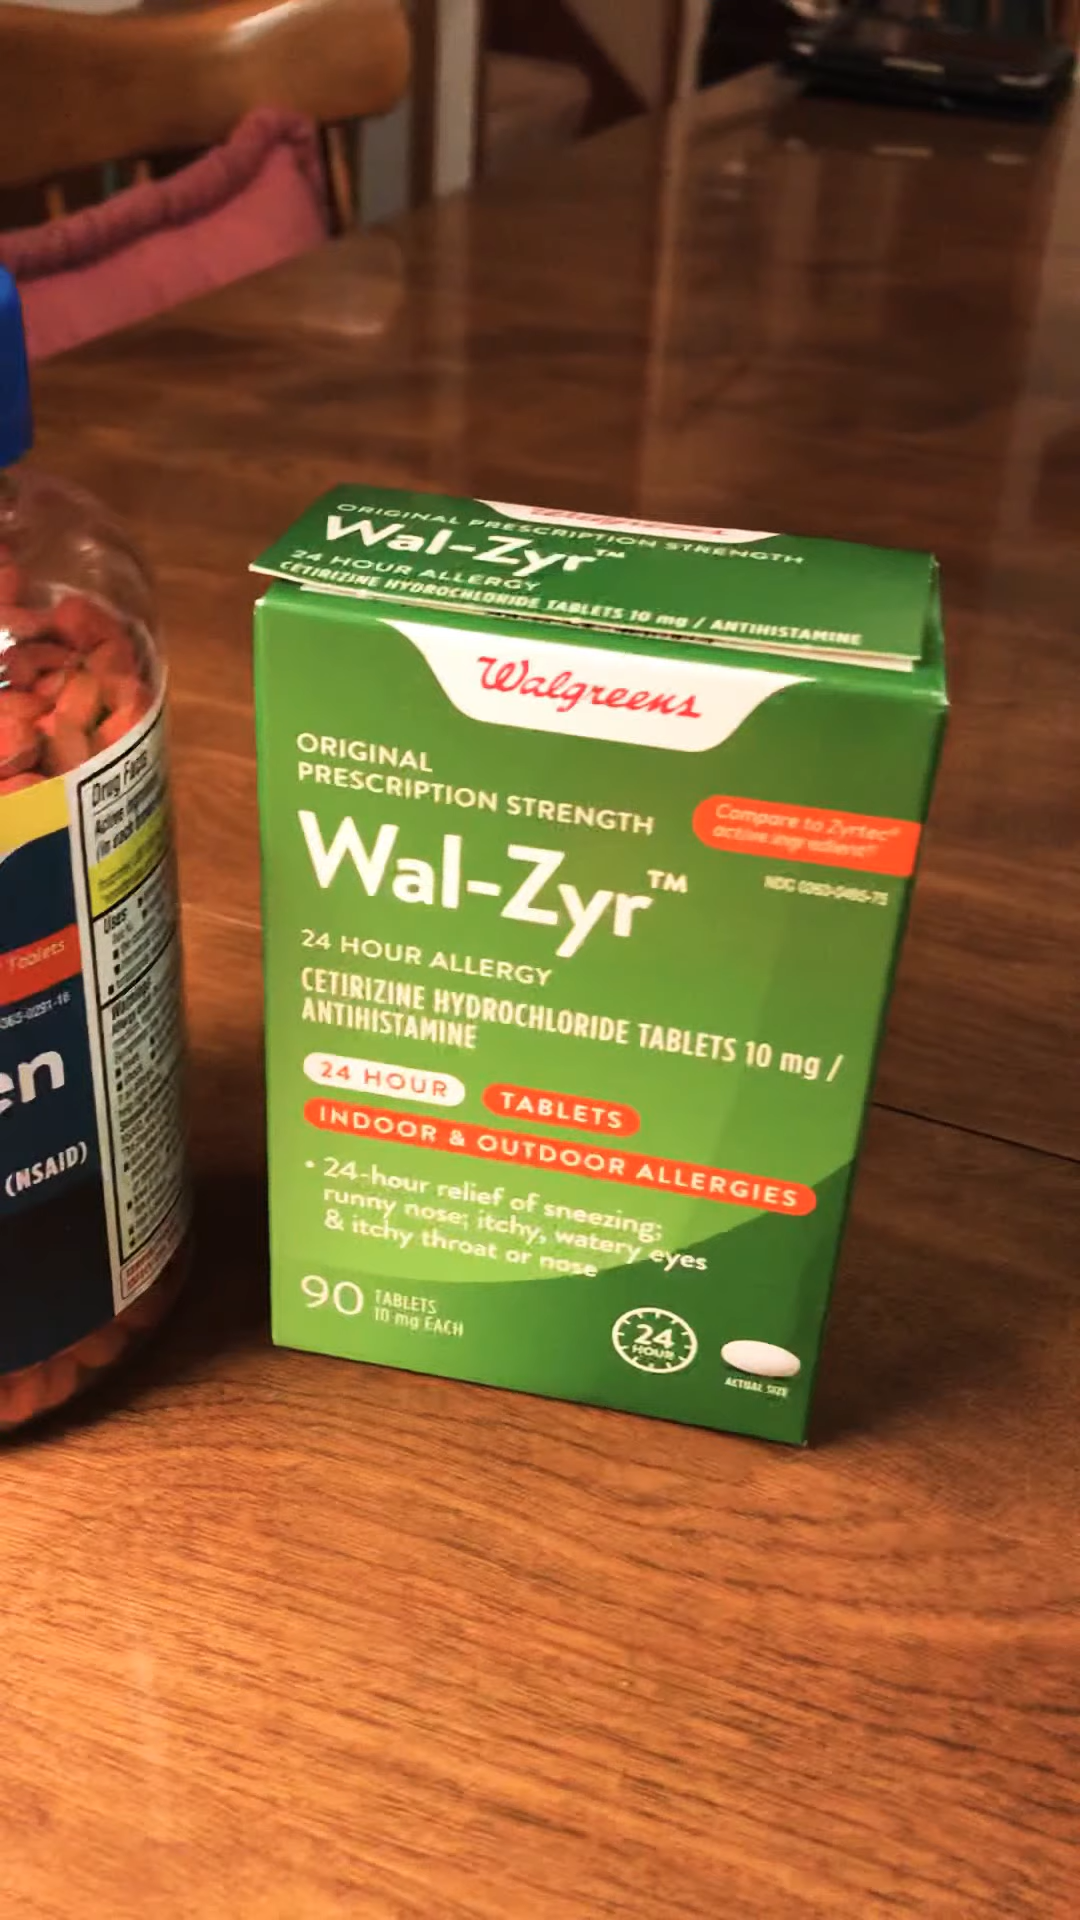 Walgreens
ORIGINAL PRESCRIPTION STRENGTH
Wal-Zyr™
24 HOUR ALLERGY
CETIRIZINE HYDROCHLORIDE TABLETS 10 mg / ANTIHISTAMINE
Walgreens
ORIGINAL
PRESCRIPTION STRENGTH
Compare to Zyrtec®
active ingredient
Wal-Zyr™
24 HOUR ALLERGY
CETIRIZINE HYDROCHLORIDE TABLETS 10 mg /
ANTIHISTAMINE
24 HOUR TABLETS
INDOOR & OUTDOOR ALLERGIES
• 24-hour relief of sneezing;
runny nose; itchy, watery eyes
& itchy throat or nose
90 TABLETS
10 mg EACH
24
HOUR
ACTUAL SIZE
Drug Facts
Uses
Tablets
en
(NSAID)